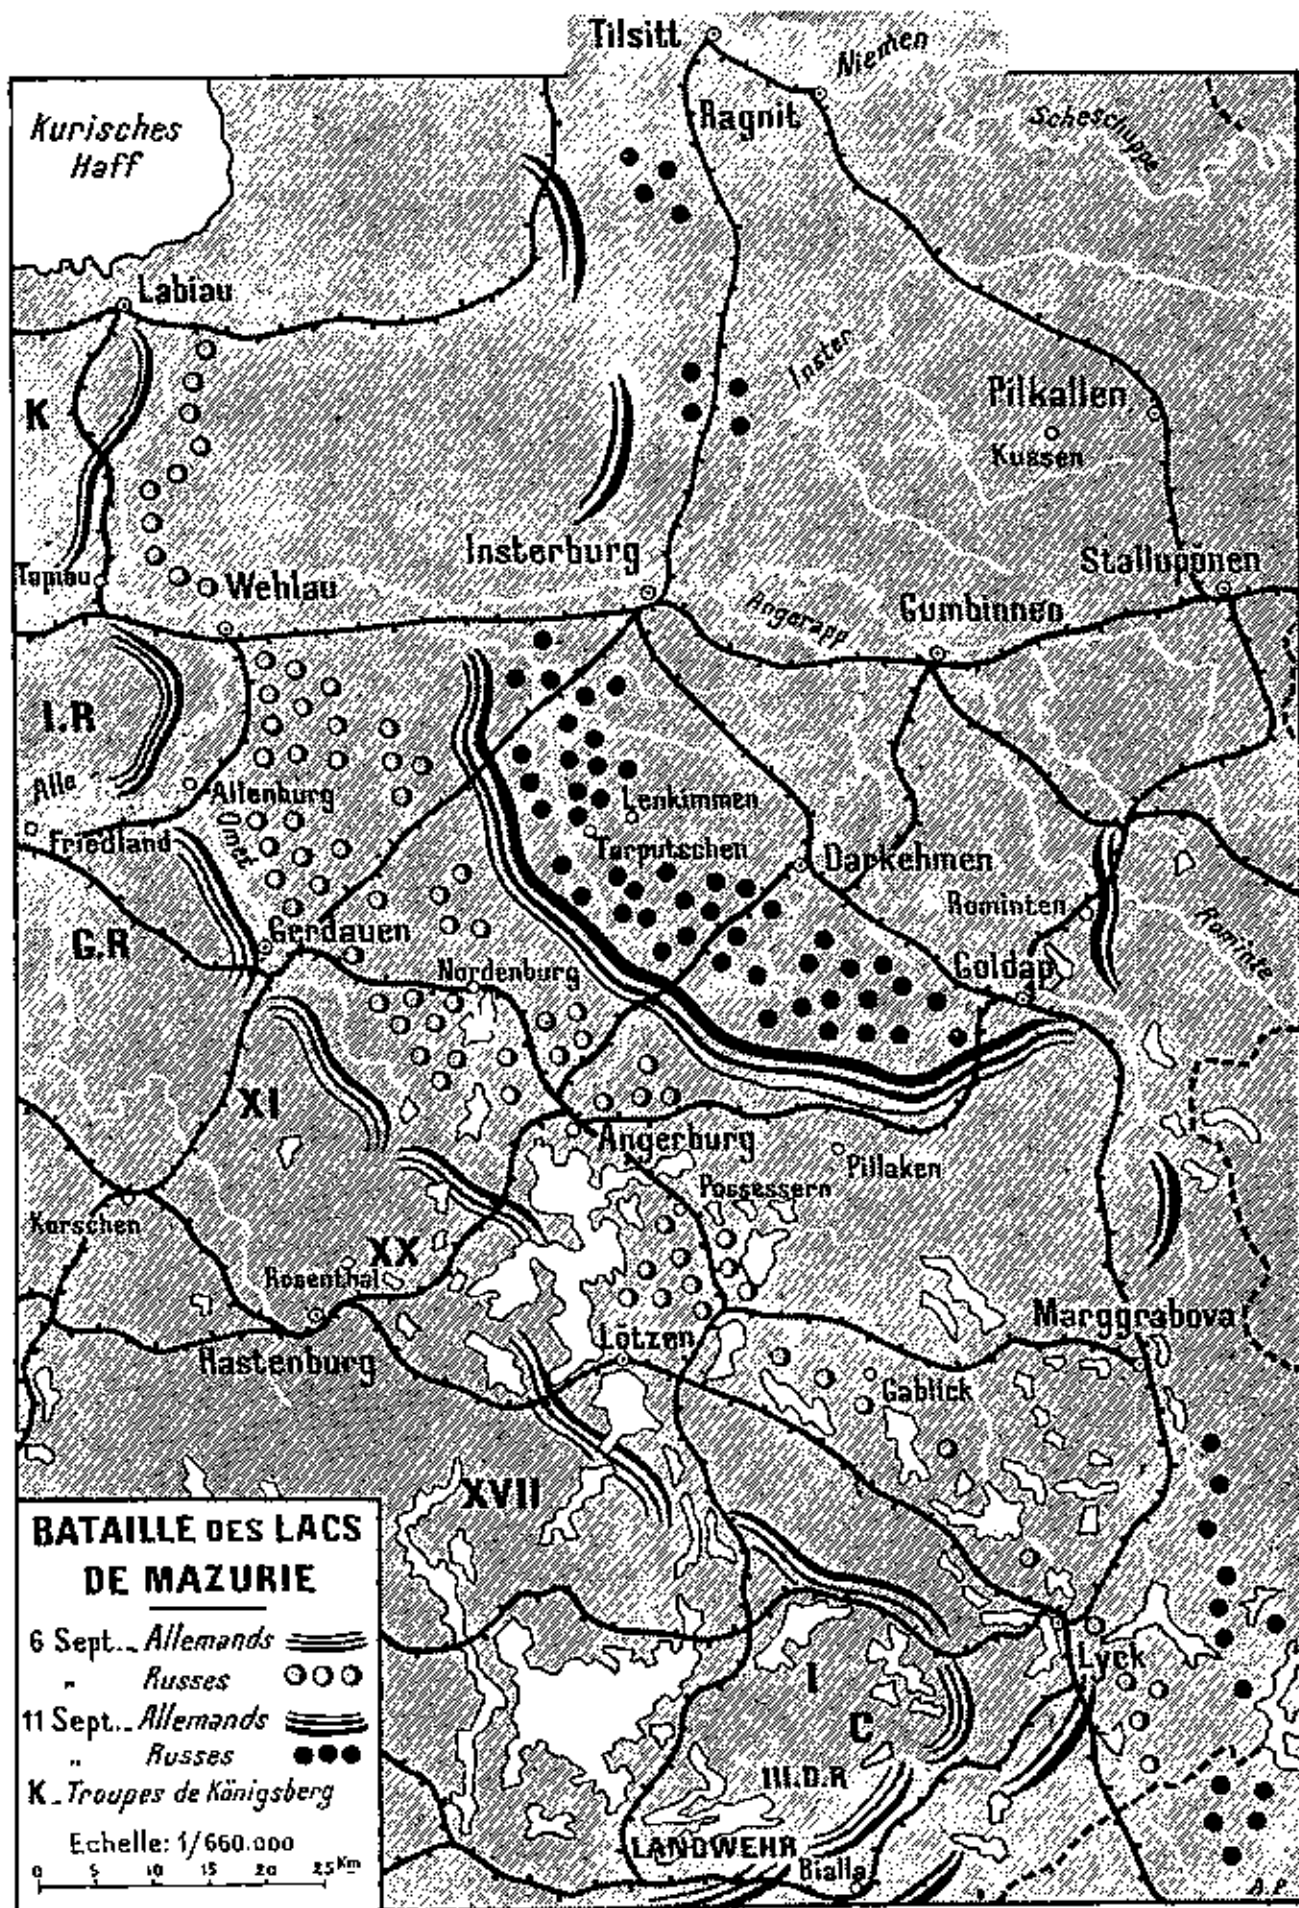 Tilsitt
Niemen
Ragnit
Kurisches
Haff
Scheschuppe
Labiau
Inster
K
Pilkallen
Kussen
Insterburg
Stallupönen
Tapiau
Wehlau
Angerapp
Gumbinnen
I.R
Alle
Allenburg
Omet
Lenkimmen
Friedland
Tarputschen
Darkehmen
Rominten
Rominte
G.R
Gerdauen
Nordenburg
Goldap
XI
Angerburg
Pillaken
Possessern
Korschen
XX
Rosenthal
Marggrabova
Lötzen
Rastenburg
Gablick
XVII
Lyck
I
C
III.D.R
LANDWEHR
Bialla
BATAILLE DES LACS
DE MAZURIE
6 Sept._ Allemands
" Russes
11 Sept._ Allemands
" Russes
K_Troupes de Königsberg
Echelle: 1/660.000
0 5 10 15 20 25 Km
A.P.